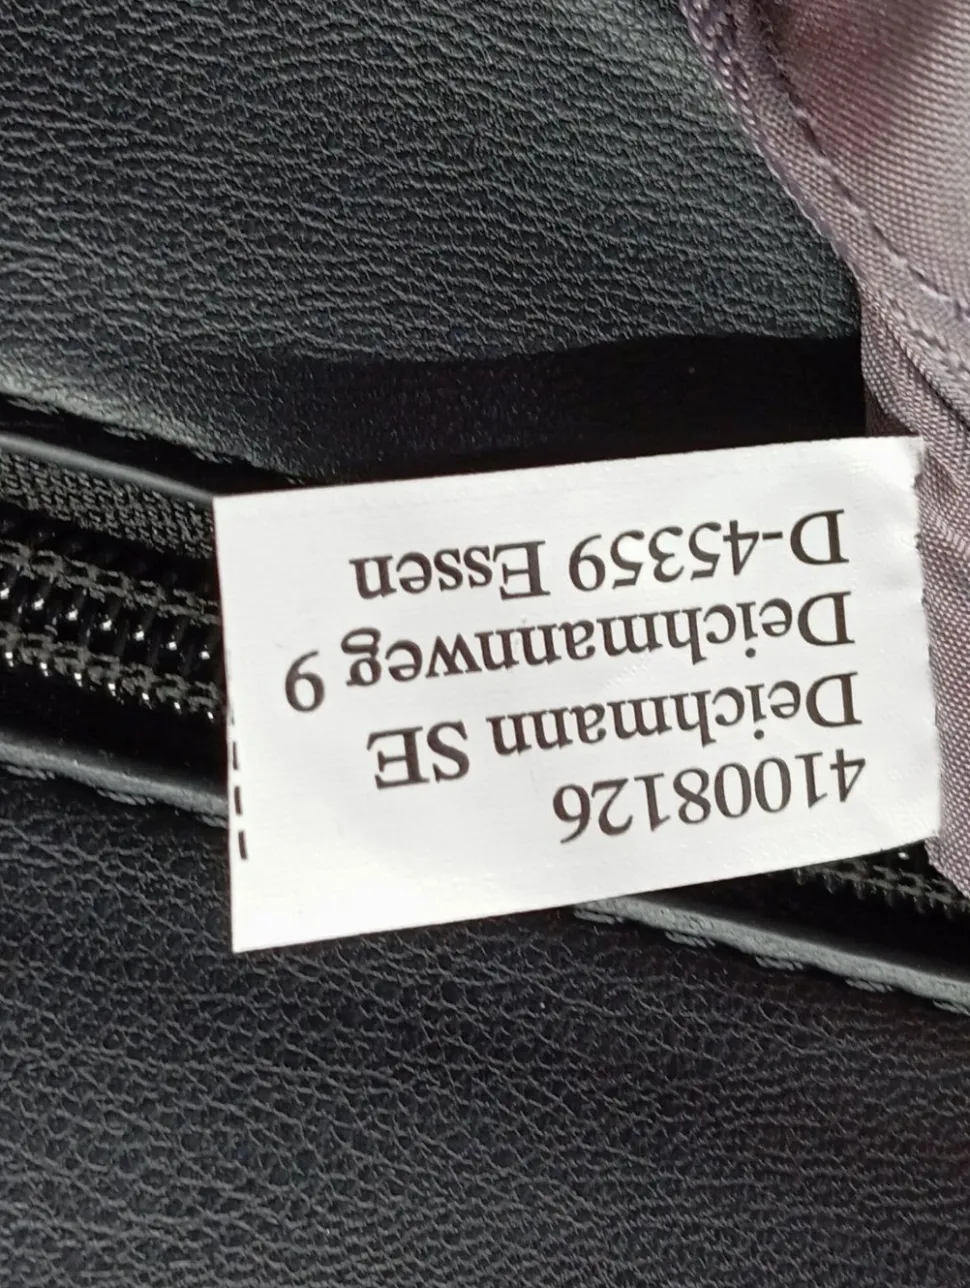 41008126
Deichmann SE
Deichmannweg 9
D-45359 Essen